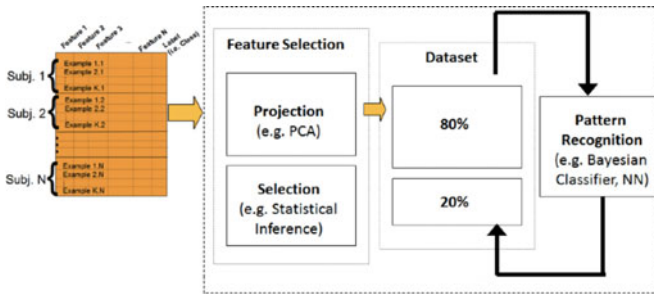 Feature 1
Feature 2
Feature 3
...
Feature N
Label
(i.e. Class)
Subj. 1
Example 1.1
Example 2.1
Example K.1
Subj. 2
Example 1.2
Example 2.2
Example K.2
Subj. N
Example 1.N
Example 2.N
Example K.N
Feature Selection
Projection
(e.g. PCA)
Selection
(e.g. Statistical
Inference)
Dataset
80%
20%
Pattern
Recognition
(e.g. Bayesian
Classifier, NN)